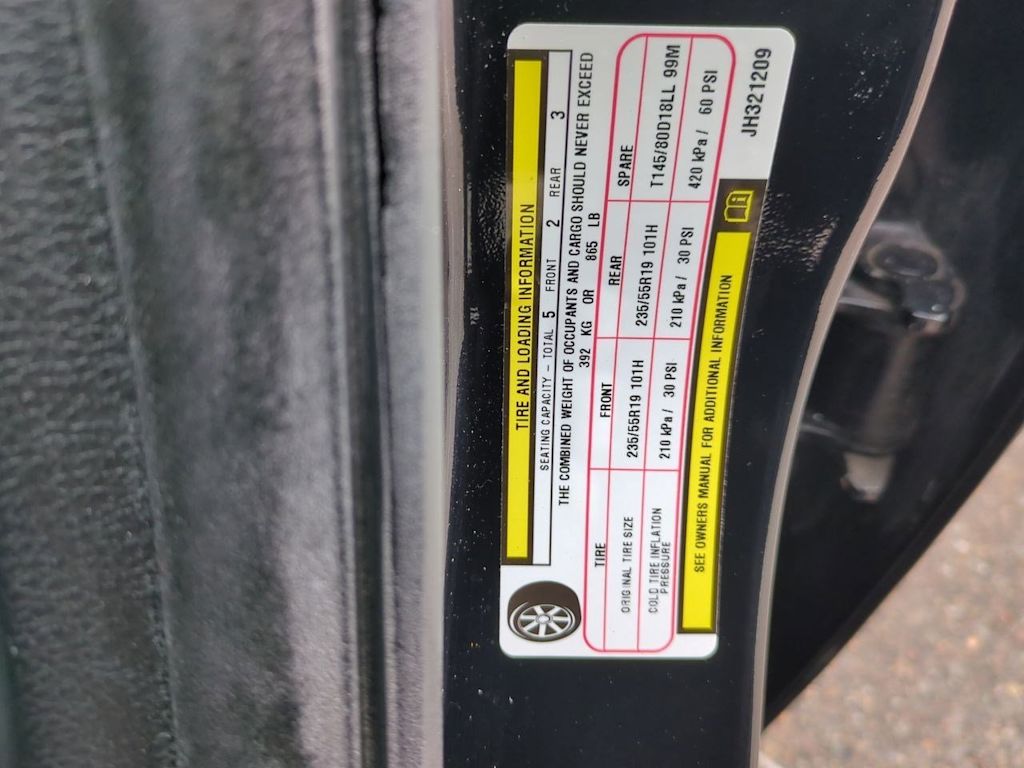 TIRE AND LOADING INFORMATION
SEATING CAPACITY – TOTAL 5 FRONT 2 REAR 3
THE COMBINED WEIGHT OF OCCUPANTS AND CARGO SHOULD NEVER EXCEED
392 KG OR 865 LB
TIRE FRONT REAR SPARE
ORIGINAL TIRE SIZE 235/55R19 101H 235/55R19 101H T145/80D18LL 99M
COLD TIRE INFLATION PRESSURE 210 kPa / 30 PSI 210 kPa / 30 PSI 420 kPa / 60 PSI
SEE OWNERS MANUAL FOR ADDITIONAL INFORMATION
JH321209